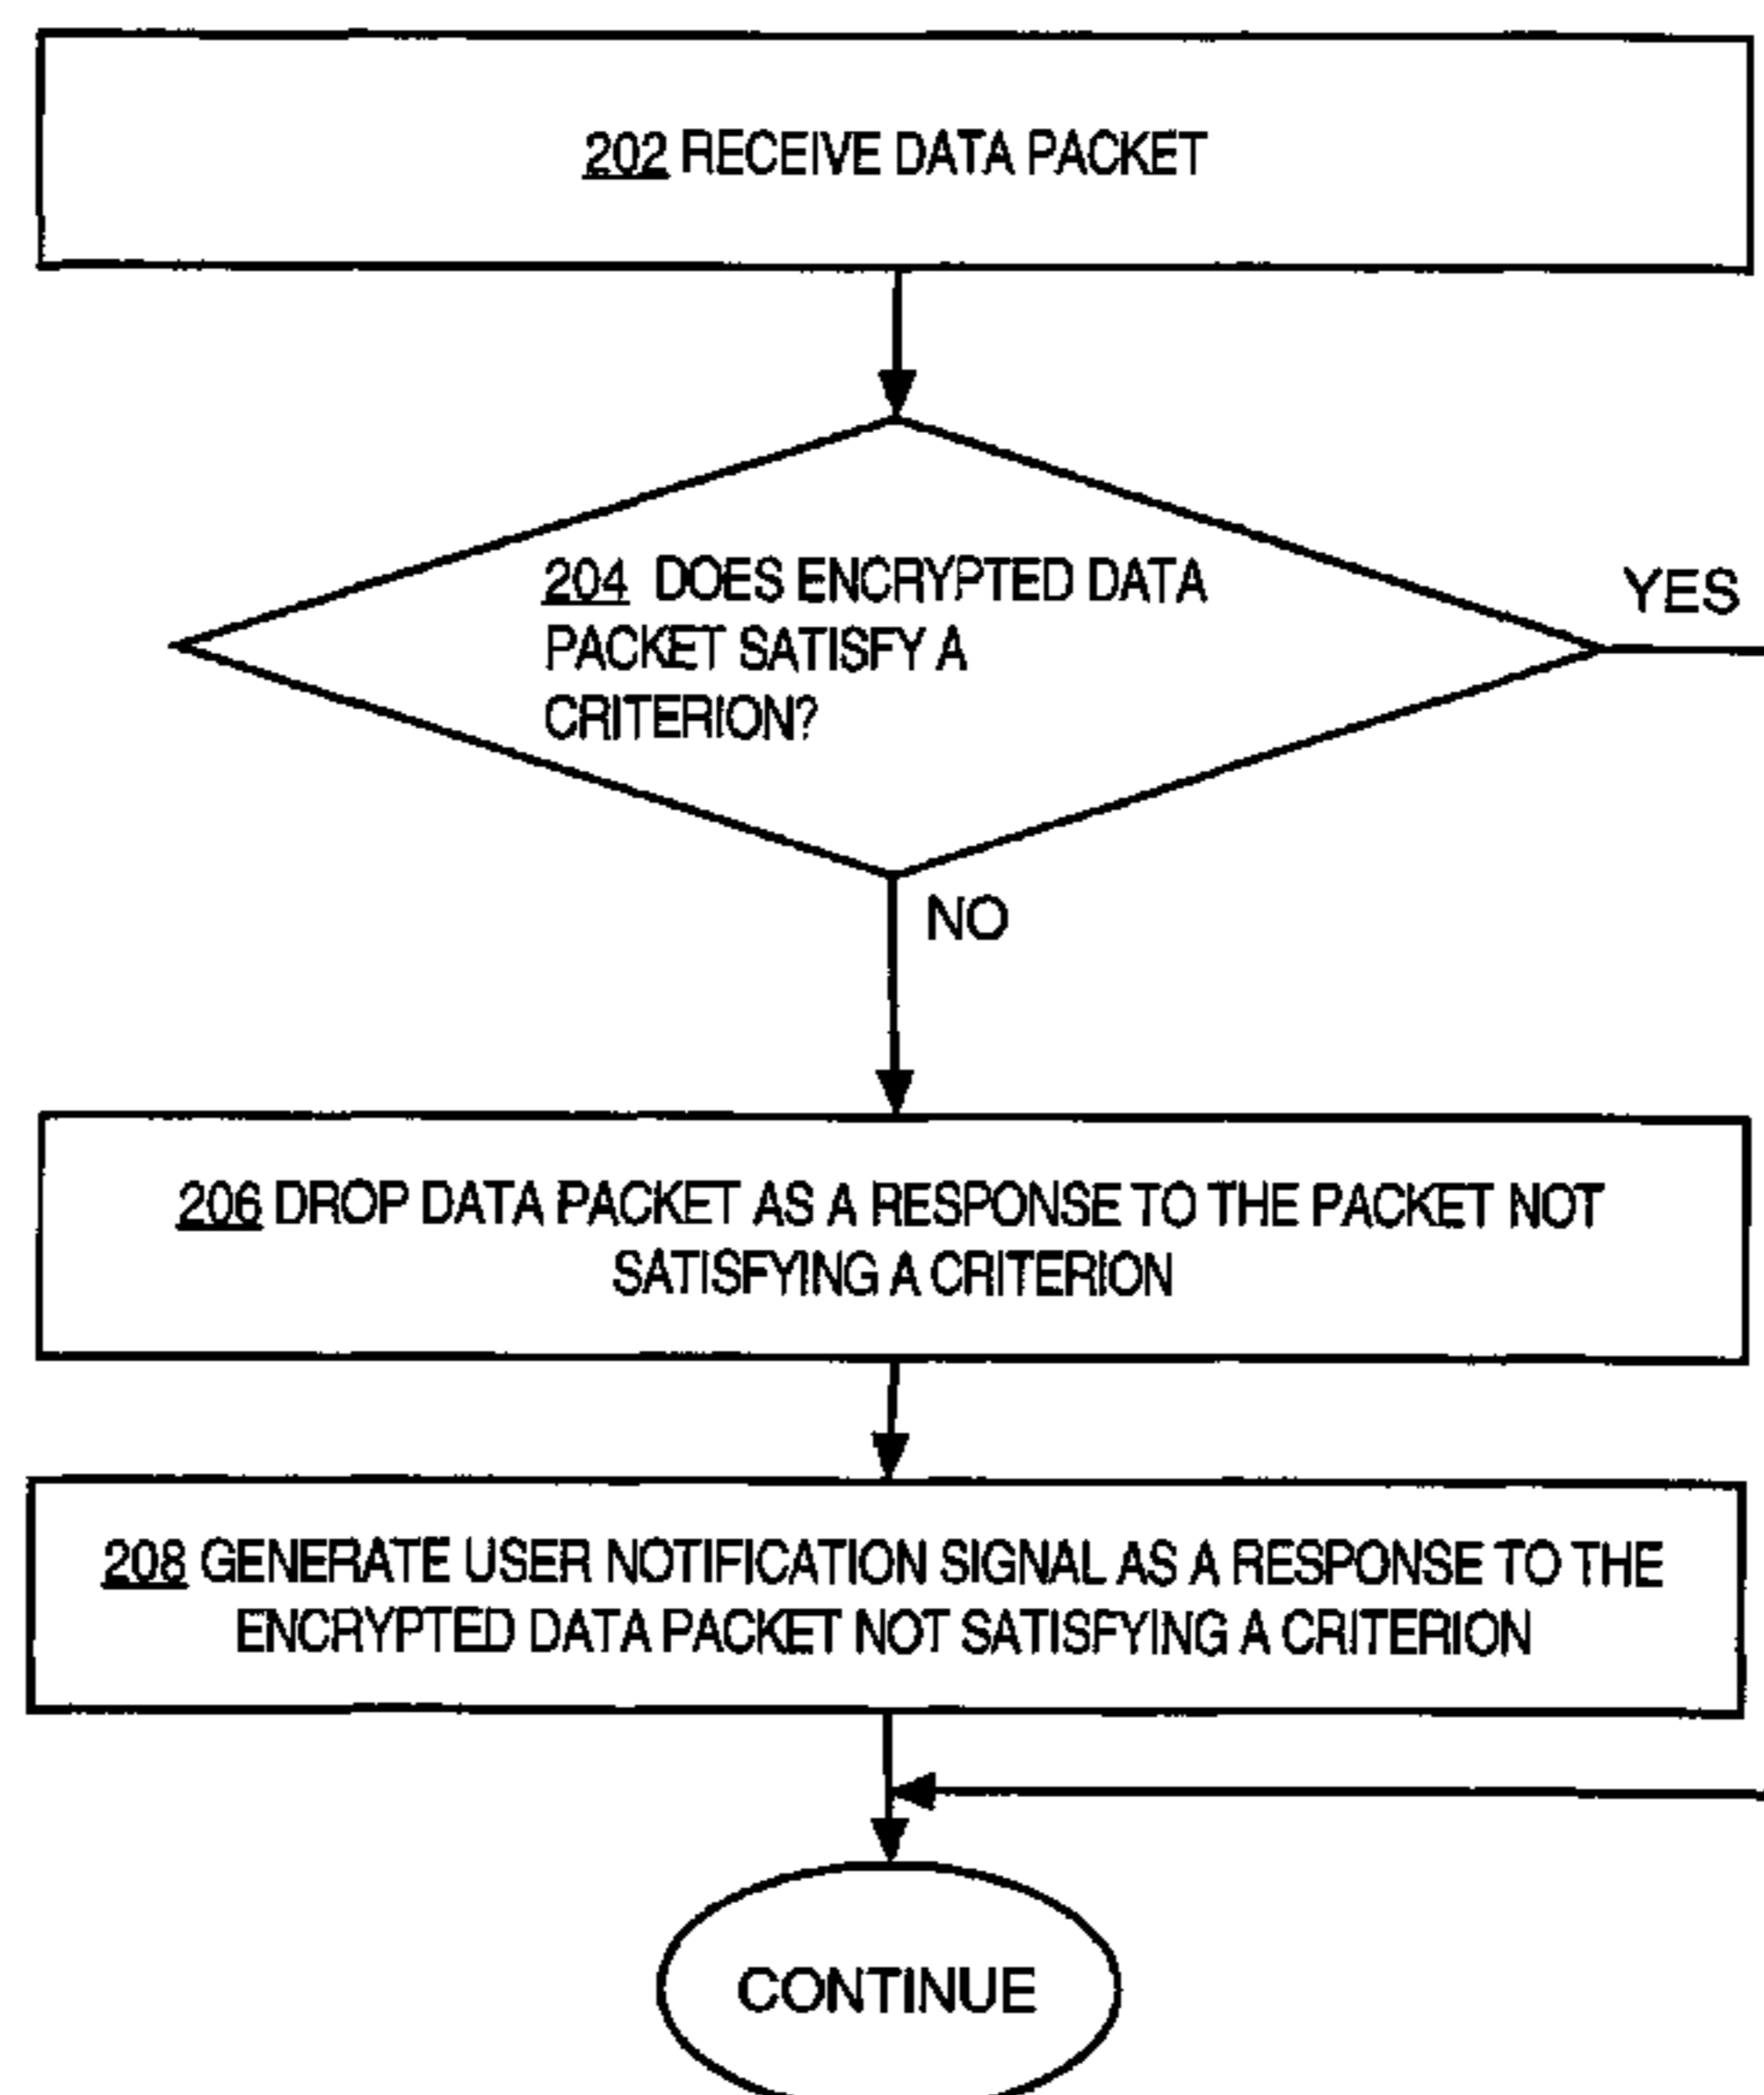 202 RECEIVE DATA PACKET
204 DOES ENCRYPTED DATA
PACKET SATISFY A
CRITERION?
YES
NO
206 DROP DATA PACKET AS A RESPONSE TO THE PACKET NOT
SATISFYING A CRITERION
208 GENERATE USER NOTIFICATION SIGNAL AS A RESPONSE TO THE
ENCRYPTED DATA PACKET NOT SATISFYING A CRITERION
CONTINUE